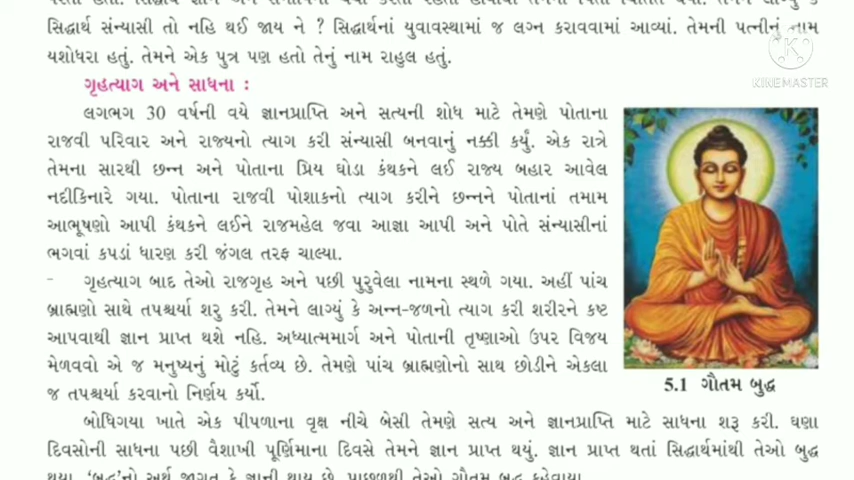 સિદ્ધાર્થ સંન્યાસી તો નહિ થઈ જાય ને ? સિદ્ધાર્થનાં યુવાવસ્થામાં જ લગ્ન કરાવવામાં આવ્યાં. તેમની પત્નીનું નામ
યશોધરા હતું. તેમને એક પુત્ર પણ હતો તેનું નામ રાહુલ હતું.
KINEMASTER
ગૃહત્યાગ અને સાધના :
લગભગ 30 વર્ષની વયે જ્ઞાનપ્રાપ્તિ અને સત્યની શોધ માટે તેમણે પોતાના
રાજવી પરિવાર અને રાજ્યનો ત્યાગ કરી સંન્યાસી બનવાનું નક્કી કર્યું. એક રાત્રે
તેમના સારથી છન્ન અને પોતાના પ્રિય ઘોડા કંથકને લઈ રાજ્ય બહાર આવેલ
નદીકિનારે ગયા. પોતાના રાજવી પોશાકનો ત્યાગ કરીને છન્નને પોતાનાં તમામ
આભૂષણો આપી કંથકને લઈને રાજમહેલ જવા આજ્ઞા આપી અને પોતે સંન્યાસીનાં
ભગવાં કપડાં ધારણ કરી જંગલ તરફ ચાલ્યા.
ગૃહત્યાગ બાદ તેઓ રાજગૃહ અને પછી પુરુવેલા નામના સ્થળે ગયા. અહીં પાંચ
બ્રાહ્મણો સાથે તપશ્ચર્યા શરુ કરી. તેમને લાગ્યું કે અન્ન-જળનો ત્યાગ કરી શરીરને કષ્ટ
આપવાથી જ્ઞાન પ્રાપ્ત થશે નહિ. અધ્યાત્મમાર્ગ અને પોતાની તૃષ્ણાઓ ઉપર વિજય
મેળવવો એ જ મનુષ્યનું મોટું કર્તવ્ય છે. તેમણે પાંચ બ્રાહ્મણોનો સાથ છોડીને એકલા
જ તપશ્ચર્યા કરવાનો નિર્ણય કર્યો.
5.1 ગૌતમ બુદ્ધ
બોધિગયા ખાતે એક પીપળાના વૃક્ષ નીચે બેસી તેમણે સત્ય અને જ્ઞાનપ્રાપ્તિ માટે સાધના શરૂ કરી. ઘણા
દિવસોની સાધના પછી વૈશાખી પૂર્ણિમાના દિવસે તેમને જ્ઞાન પ્રાપ્ત થયું. જ્ઞાન પ્રાપ્ત થતાં સિદ્ધાર્થમાંથી તેઓ બુદ્ધ
થયા. 'બુદ્ધ'નો અર્થ જાગૃત કે જ્ઞાની થાય છે. પાછળથી તેઓ ગૌતમ બુદ્ધ કહેવાયા.